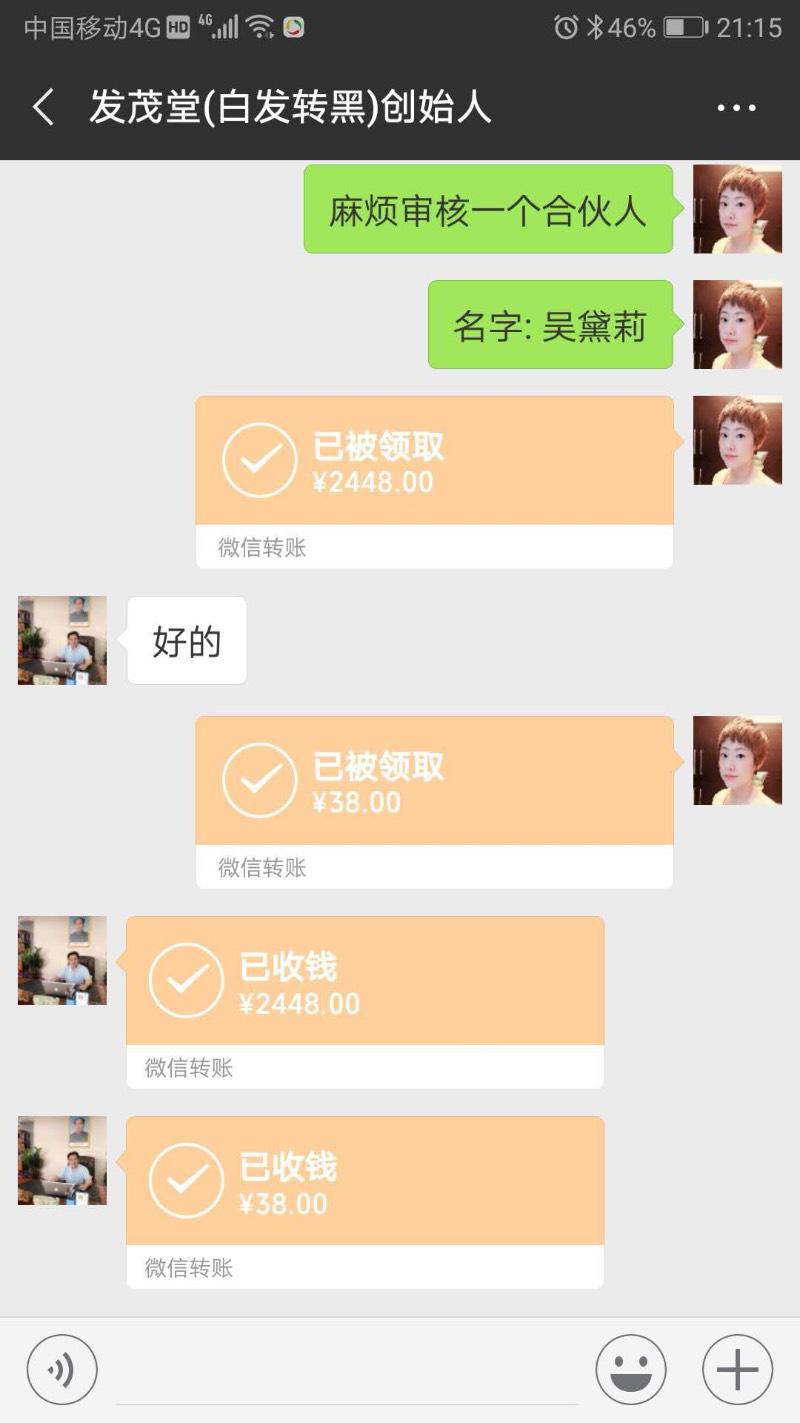 中国移动4G HD 4G 46% 21:15
发茂堂(白发转黑)创始人
麻烦审核一个合伙人
名字: 吴黛莉
已被领取
¥2448.00
微信转账
好的
已被领取
¥38.00
微信转账
已收钱
¥2448.00
微信转账
已收钱
¥38.00
微信转账